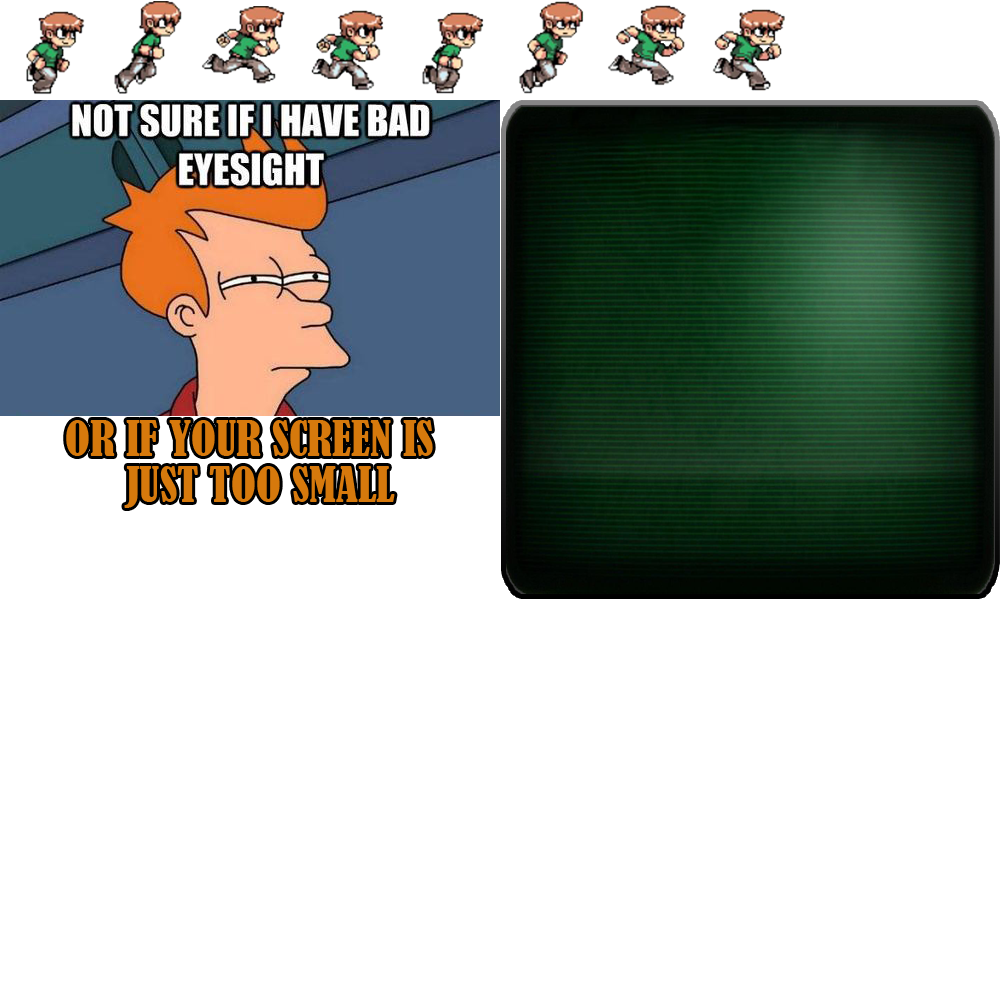 NOT SURE IF I HAVE BAD
EYESIGHT
OR IF YOUR SCREEN IS
JUST TOO SMALL